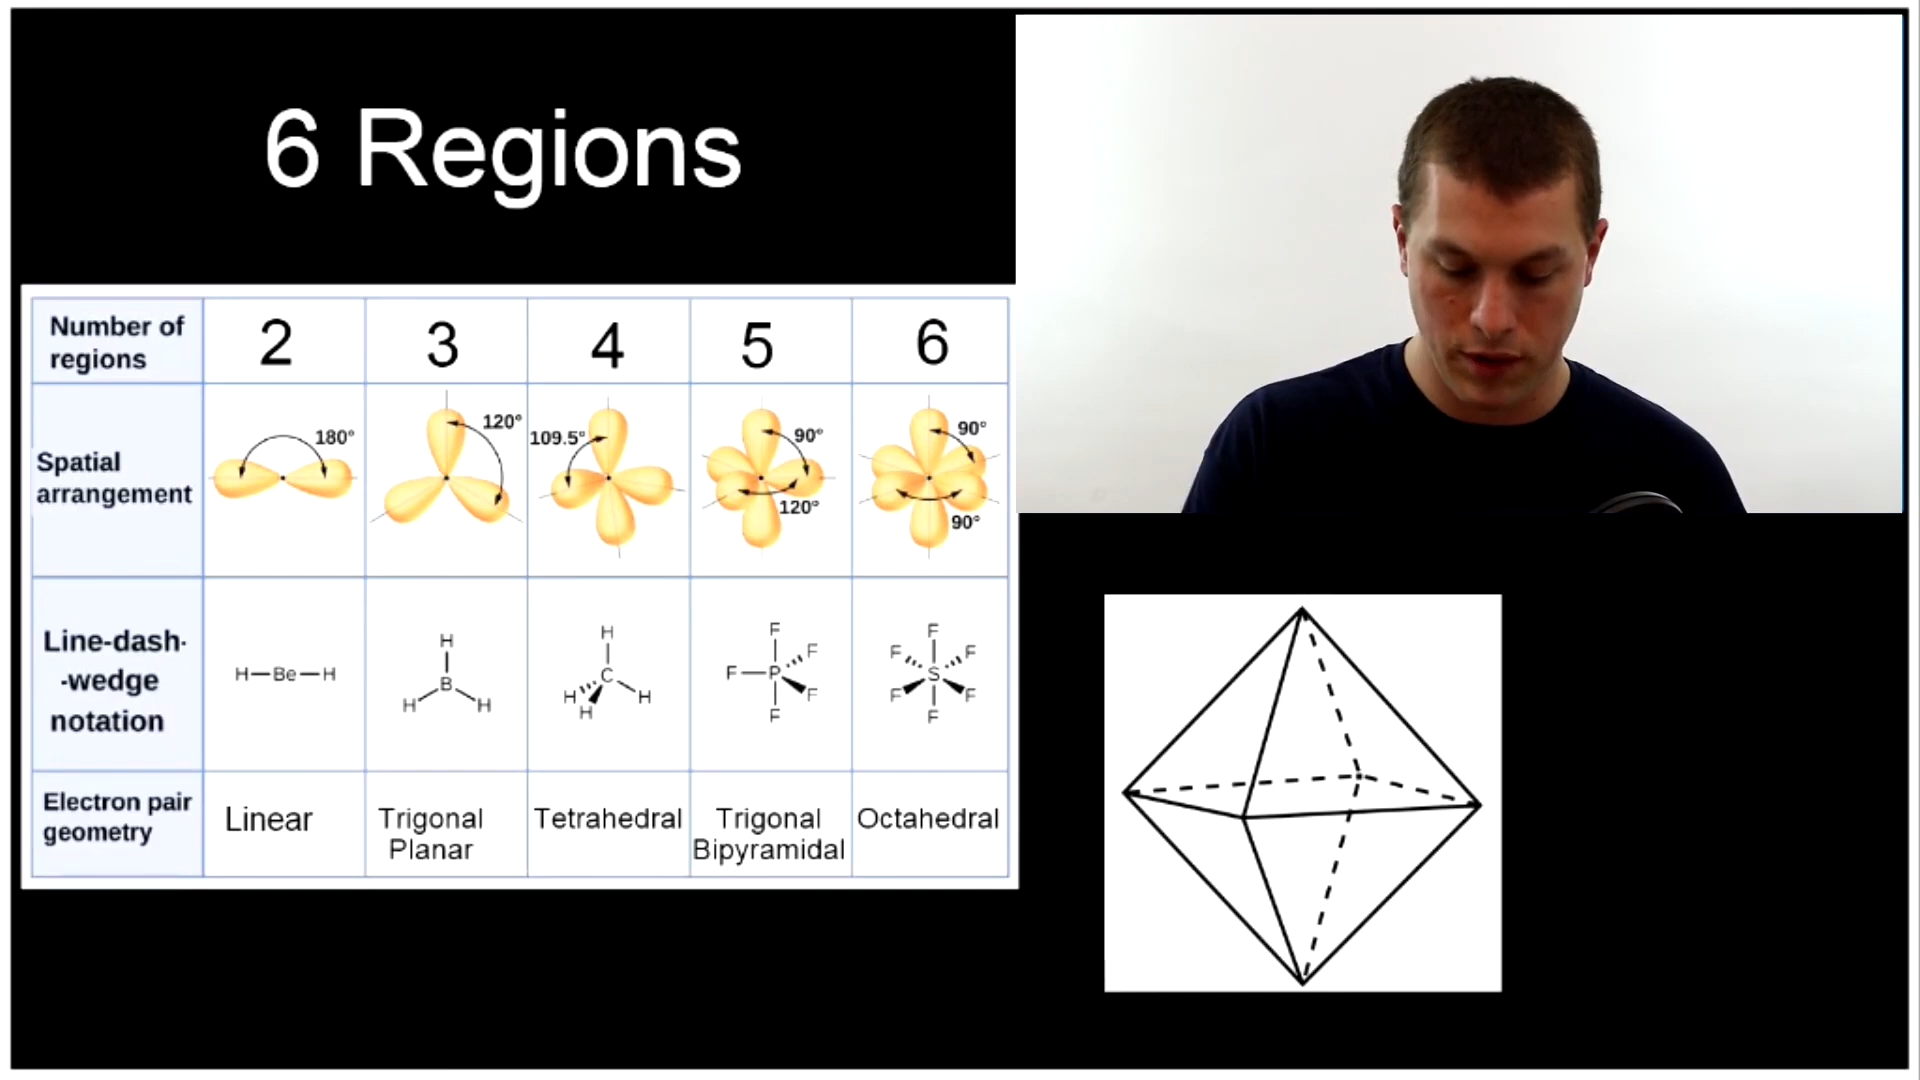 6 Regions
Number of
regions
2
3
4
5
6
Spatial
arrangement
180°
120°
109.5°
90°
120°
90°
90°
Line-dash-
-wedge
notation
H—Be—H
H
B
H
H
H
C
H
H
H
F
F
F—P
F
F
F
F
F
S
F
F
F
F
Electron pair
geometry
Linear
Trigonal
Planar
Tetrahedral
Trigonal
Bipyramidal
Octahedral